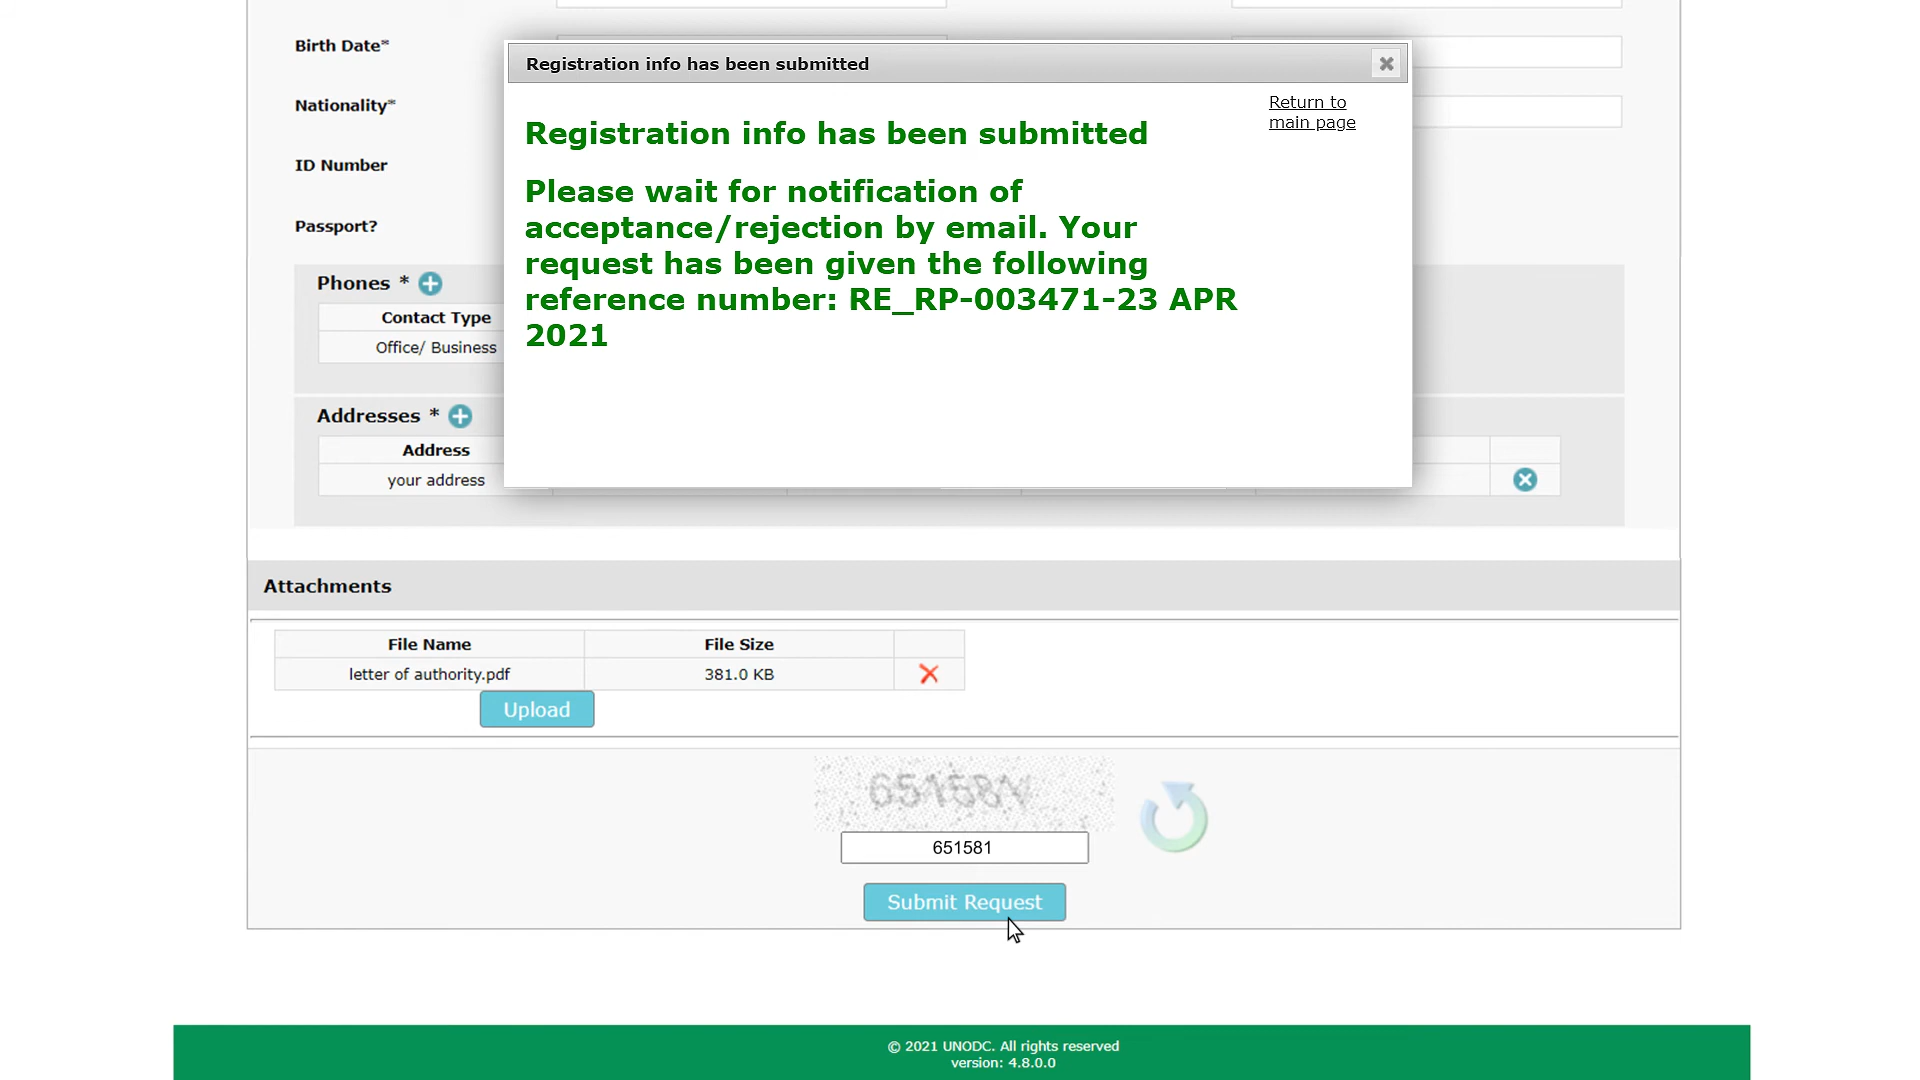 Birth Date*
Registration info has been submitted
Return to
main page
Nationality*
Registration info has been submitted
ID Number
Please wait for notification of
acceptance/rejection by email. Your
request has been given the following
reference number: RE_RP-003471-23 APR
2021
Passport?
Phones *
Contact Type
Office/ Business
Addresses *
Address
your address
Attachments
File Name File Size
letter of authority.pdf 381.0 KB
Upload
651581
651581
Submit Request
© 2021 UNODC. All rights reserved
version: 4.8.0.0